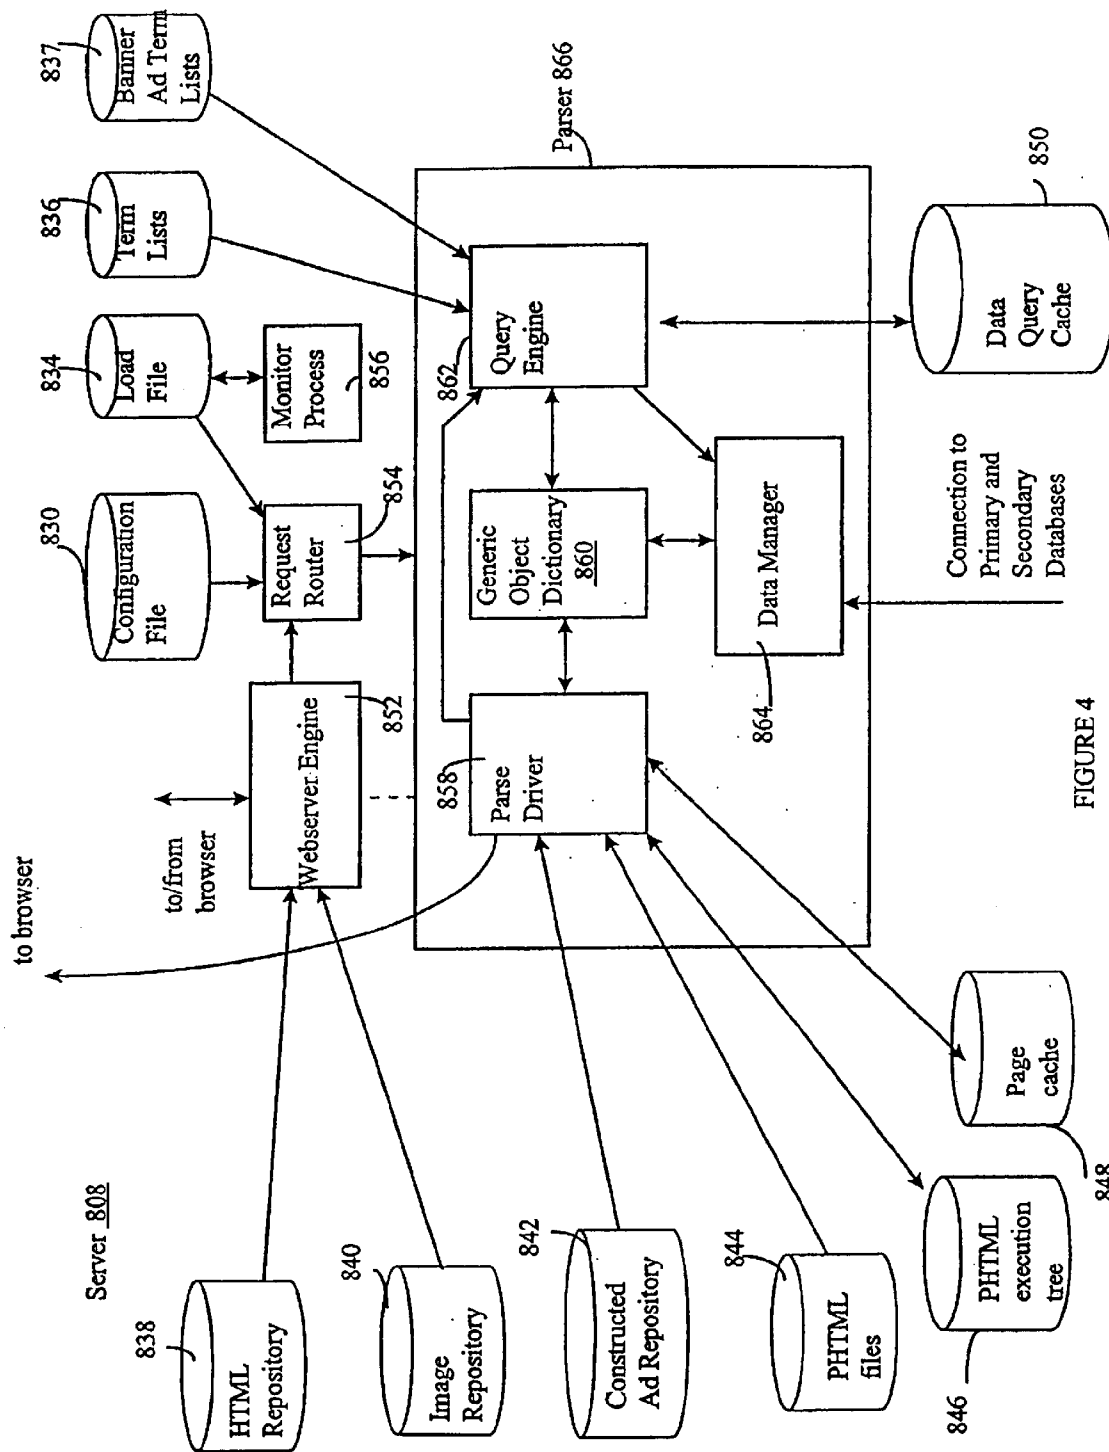 Server 808
to browser
to/from
browser
838
HTML
Repository
840
Image
Repository
842
Constructed
Ad Repository
844
PHTML
files
846
PHTML
execution
tree
848
Page
cache
Webserver Engine
852
830
Configuration
File
834
Load
File
836
Term
Lists
837
Banner
Ad Term
Lists
Request
Router
854
Monitor
Process
856
Parser 866
858
Parse
Driver
Generic
Object
Dictionary
860
862
Query
Engine
864
Data Manager
Connection to
Primary and
Secondary
Databases
850
Data
Query
Cache
FIGURE 4